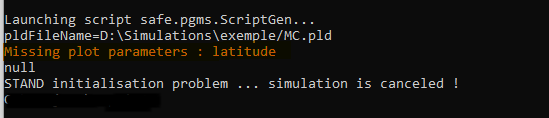 Launching script safe.pgms.ScriptGen...
pldFileName=D:\Simulations\exemple/MC.pld
Missing plot parameters : latitude
null
STAND initialisation problem ... simulation is canceled !